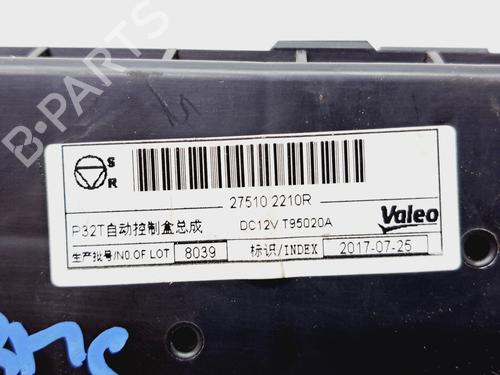 B-PARTS
S
R
27510 2210R
P32T自动控制盒总成 DC12V T95020A
Valeo
生产批号/NO OF LOT 8039 标识/INDEX 2017-07-25